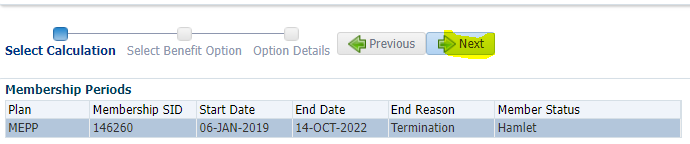 Select Calculation Select Benefit Option Option Details Previous Next
Membership Periods
Plan Membership SID Start Date End Date End Reason Member Status
MEPP 146260 06-JAN-2019 14-OCT-2022 Termination Hamlet